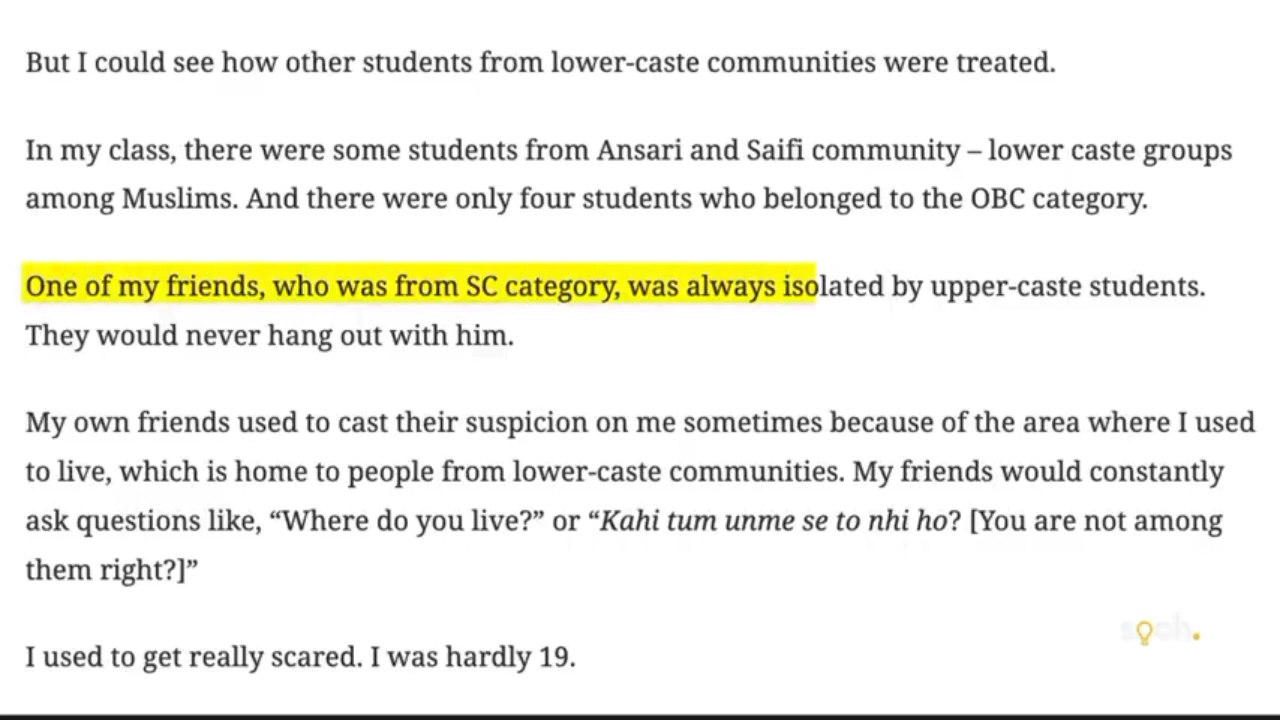 But I could see how other students from lower-caste communities were treated.
In my class, there were some students from Ansari and Saifi community – lower caste groups
among Muslims. And there were only four students who belonged to the OBC category.
One of my friends, who was from SC category, was always isolated by upper-caste students.
They would never hang out with him.
My own friends used to cast their suspicion on me sometimes because of the area where I used
to live, which is home to people from lower-caste communities. My friends would constantly
ask questions like, “Where do you live?” or “Kahi tum unme se to nhi ho? [You are not among
them right?]”
soch.
I used to get really scared. I was hardly 19.